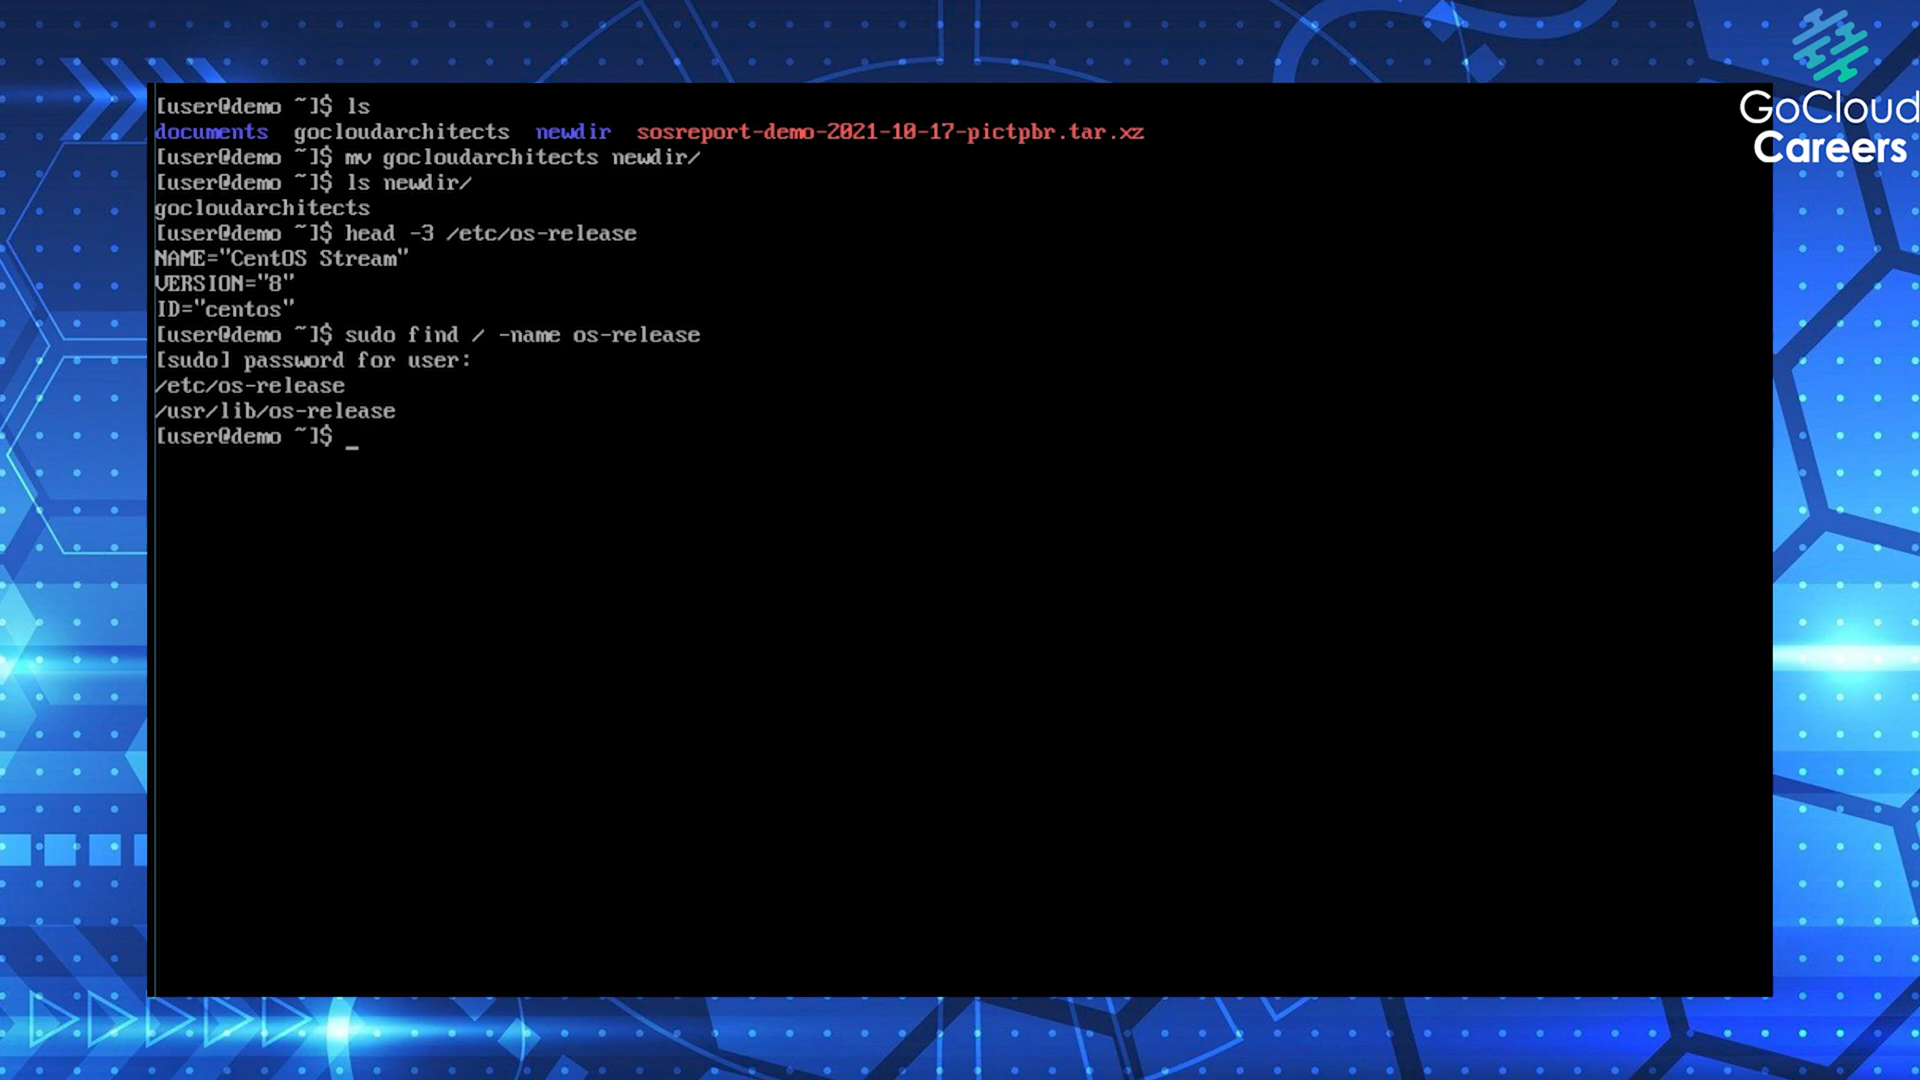 GoCloud
Careers
[user@demo ~]$ ls
documents  gocloudarchitects  newdir  sosreport-demo-2021-10-17-pictpbr.tar.xz
[user@demo ~]$ mv gocloudarchitects newdir/
[user@demo ~]$ ls newdir/
gocloudarchitects
[user@demo ~]$ head -3 /etc/os-release
NAME="CentOS Stream"
VERSION="8"
ID="centos"
[user@demo ~]$ sudo find / -name os-release
[sudo] password for user:
/etc/os-release
/usr/lib/os-release
[user@demo ~]$ _